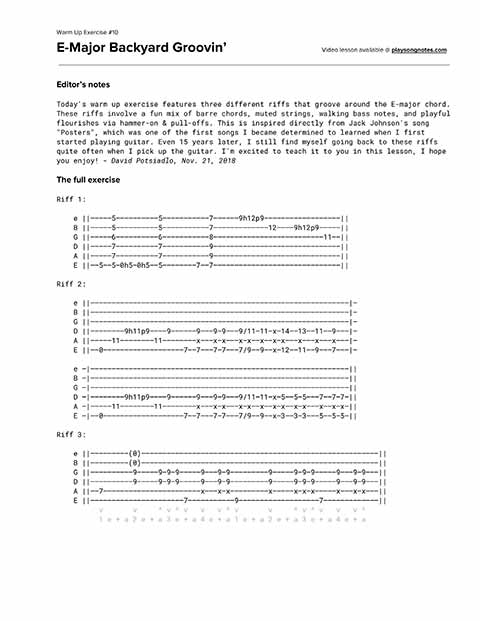 Warm Up Exercise #10
E-Major Backyard Groovin'
Video lesson available @ playsongnotes.com
Editor's notes
Today's warm up exercise features three different riffs that groove around the E-major chord.
These riffs involve a fun mix of barre chords, muted strings, walking bass notes, and playful
flourishes via hammer-on & pull-offs. This is inspired directly from Jack Johnson's song
"Posters", which was one of the first songs I became determined to learned when I first
started playing guitar. Even 15 years later, I still find myself going back to these riffs
quite often when I pick up the guitar. I'm excited to teach it to you in this lesson, I hope
you enjoy! – David Potsiadlo, Nov. 21, 2018
The full exercise
Riff 1:
e ||-----5----------5-----------7------9h12p9------------------||
B ||-----5----------5-----------7-------------12----9h12p9-----||
G ||-----6----------6-----------8--------------------------11--||
D ||-----7----------7-----------9------------------------------||
A ||-----7----------7-----------9------------------------------||
E ||--5--5-0h5-0h5--5--------7--7------------------------------||
Riff 2:
e ||--------------------------------------------------------------|-
B ||--------------------------------------------------------------|-
G ||--------------------------------------------------------------|-
D ||--------9h11p9----9------9---9-9---9/11-11-x-14--13--11--9---|-
A ||-----11--------11--------x---x-x---x-x--x--x-x---x---x---x-x-|-
E ||--0-------------------7--7---7-7---7/9--9--x-12--11--9---7---|-
e -|--------------------------------------------------------------||
B -|--------------------------------------------------------------||
G -|--------------------------------------------------------------||
D -|--------9h11p9----9------9---9-9---9/11-11-x-5--5-5---7-7-7-||
A -|-----11--------11--------x---x-x---x-x--x--x-x--x-x---x-x-x-||
E -|--0-------------------7--7---7-7---7/9--9--x-3--3-3---5-5-5-||
Riff 3:
e ||---------(0)---------------------------------------------------------||
B ||---------(0)---------------------------------------------------------||
G ||----------9-----9-9-9-----9---9-9---------9-----9-9-9-----9---9-9---||
D ||----------9-----9-9-9-----9---9-9---------9-----9-9-9-----9---9-9---||
A ||--7-----------------------x---x-x---------x-----x-x-x-----x---x-x---||
E ||----------------------7-----------9-------------------7-------------||
v v ^ v ^ v v ^ v v ^ v ^ v v ^
1 e + a 2 e + a 3 e + a 4 e + a 1 e + a 2 e + a 3 e + a 4 e + a